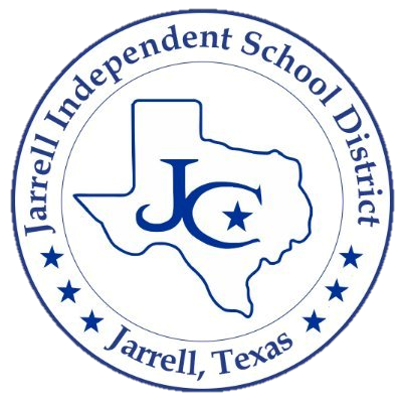 Jarrell Independent School District
JC
Jarrell, Texas